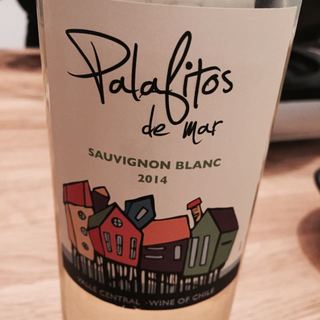 Palafitos
de mar
SAUVIGNON BLANC
2014
VALLE CENTRAL · WINE OF CHILE